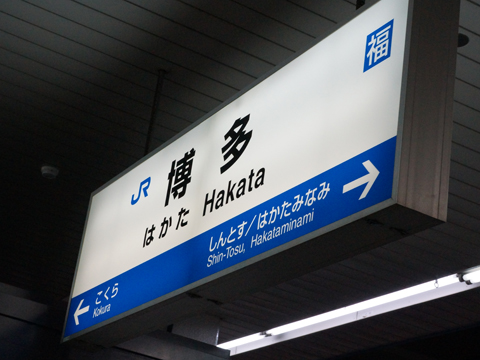 福
JR 博多
はかた Hakata
しんとす/はかたみなみ →
Shin-Tosu, Hakataminami
← こくら
Kokura